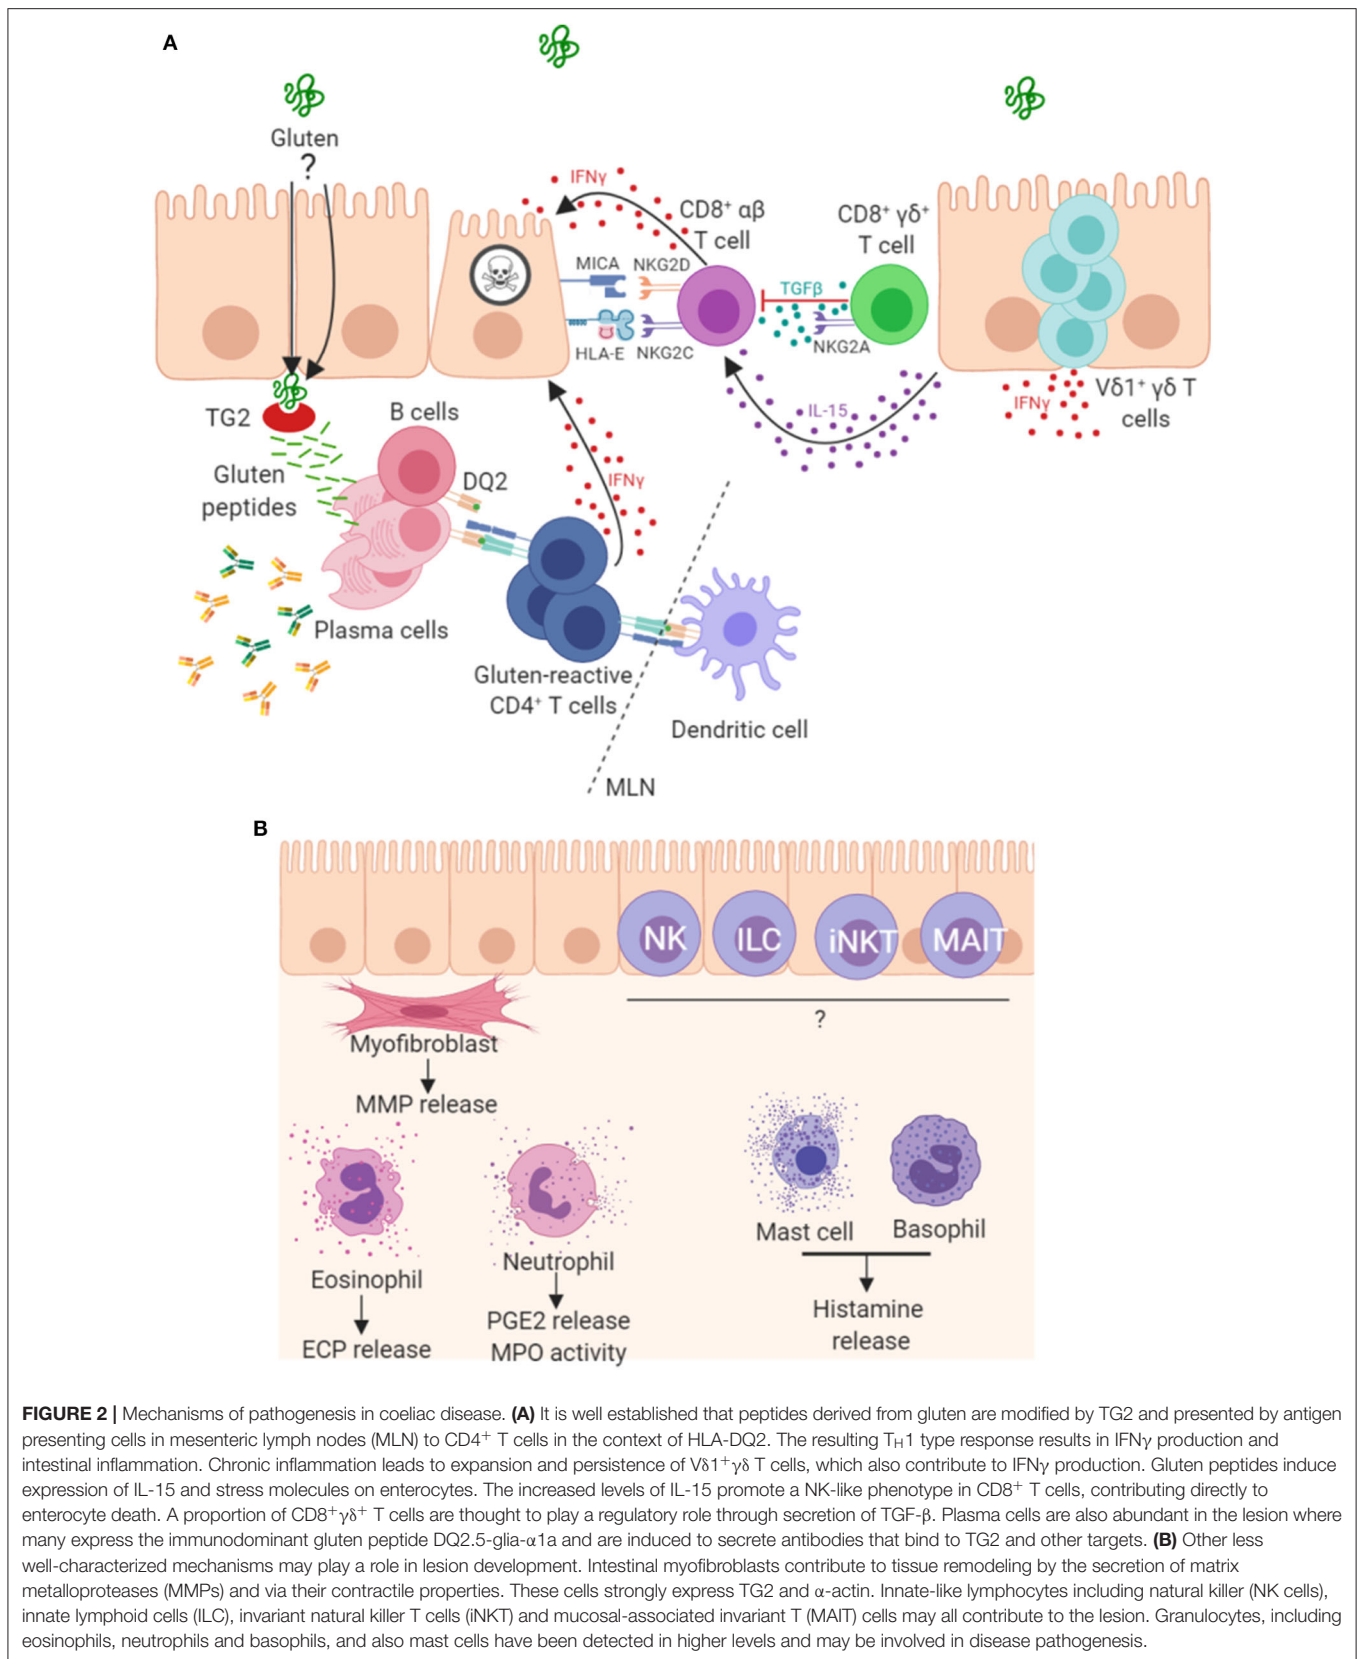 A
Gluten
?
IFNγ
CD8⁺ αβ
T cell
CD8⁺ γδ⁺
T cell
MICA
NKG2D
TGFβ
HLA-E
NKG2C
NKG2A
IL-15
IFNγ
Vδ1⁺ γδ T
cells
TG2
B cells
Gluten
peptides
DQ2
IFNγ
Plasma cells
Gluten-reactive
CD4⁺ T cells
Dendritic cell
MLN
B
NK
ILC
iNKT
MAIT
?
Myofibroblast
MMP release
Mast cell
Basophil
Neutrophil
Eosinophil
Histamine
release
PGE2 release
MPO activity
ECP release
FIGURE 2 | Mechanisms of pathogenesis in coeliac disease. (A) It is well established that peptides derived from gluten are modified by TG2 and presented by antigen
presenting cells in mesenteric lymph nodes (MLN) to CD4⁺ T cells in the context of HLA-DQ2. The resulting T_H1 type response results in IFNγ production and
intestinal inflammation. Chronic inflammation leads to expansion and persistence of Vδ1⁺γδ T cells, which also contribute to IFNγ production. Gluten peptides induce
expression of IL-15 and stress molecules on enterocytes. The increased levels of IL-15 promote a NK-like phenotype in CD8⁺ T cells, contributing directly to
enterocyte death. A proportion of CD8⁺γδ⁺ T cells are thought to play a regulatory role through secretion of TGF-β. Plasma cells are also abundant in the lesion where
many express the immunodominant gluten peptide DQ2.5-glia-α1a and are induced to secrete antibodies that bind to TG2 and other targets. (B) Other less
well-characterized mechanisms may play a role in lesion development. Intestinal myofibroblasts contribute to tissue remodeling by the secretion of matrix
metalloproteases (MMPs) and via their contractile properties. These cells strongly express TG2 and α-actin. Innate-like lymphocytes including natural killer (NK cells),
innate lymphoid cells (ILC), invariant natural killer T cells (iNKT) and mucosal-associated invariant T (MAIT) cells may all contribute to the lesion. Granulocytes, including
eosinophils, neutrophils and basophils, and also mast cells have been detected in higher levels and may be involved in disease pathogenesis.